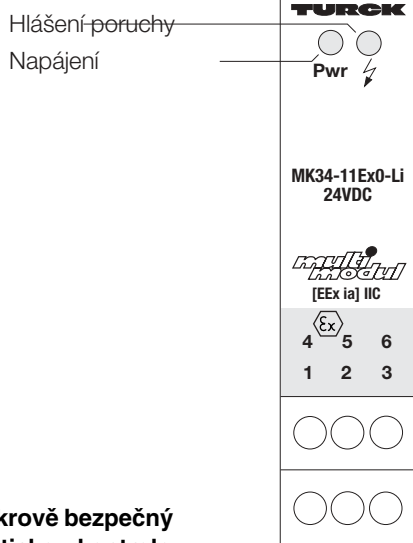 TURCK
Hlášení poruchy
Napájení
Pwr
MK34-11Ex0-Li
24VDC
multi
modul
[EEx ia] IIC
Ex
4 5 6
1 2 3
krově bezpečný